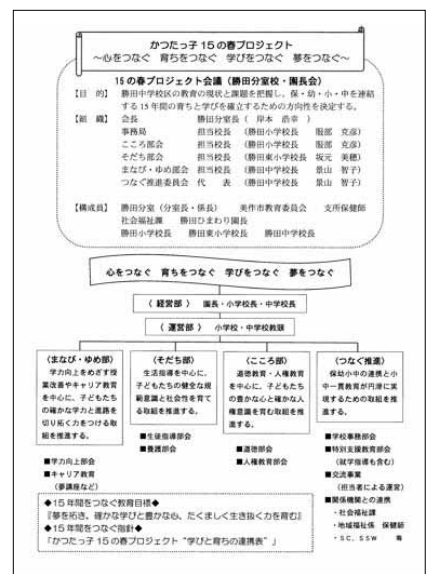 かつたっ子 15 の春プロジェクト
～心をつなぐ 育ちをつなぐ 学びをつなぐ 夢をつなぐ～
15 の春プロジェクト会議（勝田分室校・園長会）
【目 的】 勝田中学校区の教育の現状と課題を把握し、保・幼・小・中を連結
する 15 年間の育ちと学びを確立するための方向性を決定する。
【組 織】 会長 勝田分室長（ 岸本 浩幸 ）
事務局 担当校長 （勝田小学校長 服部 克彦）
こころ部会 担当校長 （勝田小学校長 服部 克彦）
そだち部会 担当校長 （勝田東小学校長 坂元 美穂）
まなび・ゆめ部会 担当校長 （勝田中学校長 景山 智子）
つなぐ推進委員会 代 表 （勝田中学校長 景山 智子）
【構成員】 勝田分室（分室長・係長） 美作市教育委員会 支所保健師
社会福祉課 勝田ひまわり園長
勝田小学校長 勝田東小学校長 勝田中学校長
心をつなぐ 育ちをつなぐ 学びをつなぐ 夢をつなぐ
〈 経営部 〉 園長・小学校長・中学校長
〈 運営部 〉 小学校・中学校教頭
〈まなび・ゆめ部〉
学力向上をめざす授
業改善やキャリア教育
を中心に、子どもたち
の確かな学力と進路を
切り拓く力をつける取
組を推進する。
■学力向上部会
■キャリア教育
（夢講座など）
〈そだち部〉
生活指導を中心に、
子どもたちの健全な規
範意識と社会性を育て
る取組を推進する。
■生徒指導部会
■養護部会
〈こころ部〉
道徳教育・人権教育
を中心に、子どもたち
の豊かな心と確かな人
権意識を育む取組を推
進する。
■道徳部会
■人権教育部会
〈つなぐ推進〉
保幼小中の連携と小
中一貫教育が円滑に実
現するための取組を推
進する。
■学校事務部会
■特別支援教育部会
（就学指導も含む）
■交流事業
（担当者による運営）
■関係機関との連携
・社会福祉課
・地域福祉係 保健師
・SC、SSW 等
◆15 年間をつなぐ教育目標◆
『夢を拓き、確かな学びと豊かな心、たくましく生き抜く力を育む』
◆15 年間をつなぐ指針◆
「かつたっ子 15 の春プロジェクト“学びと育ちの連携表”」